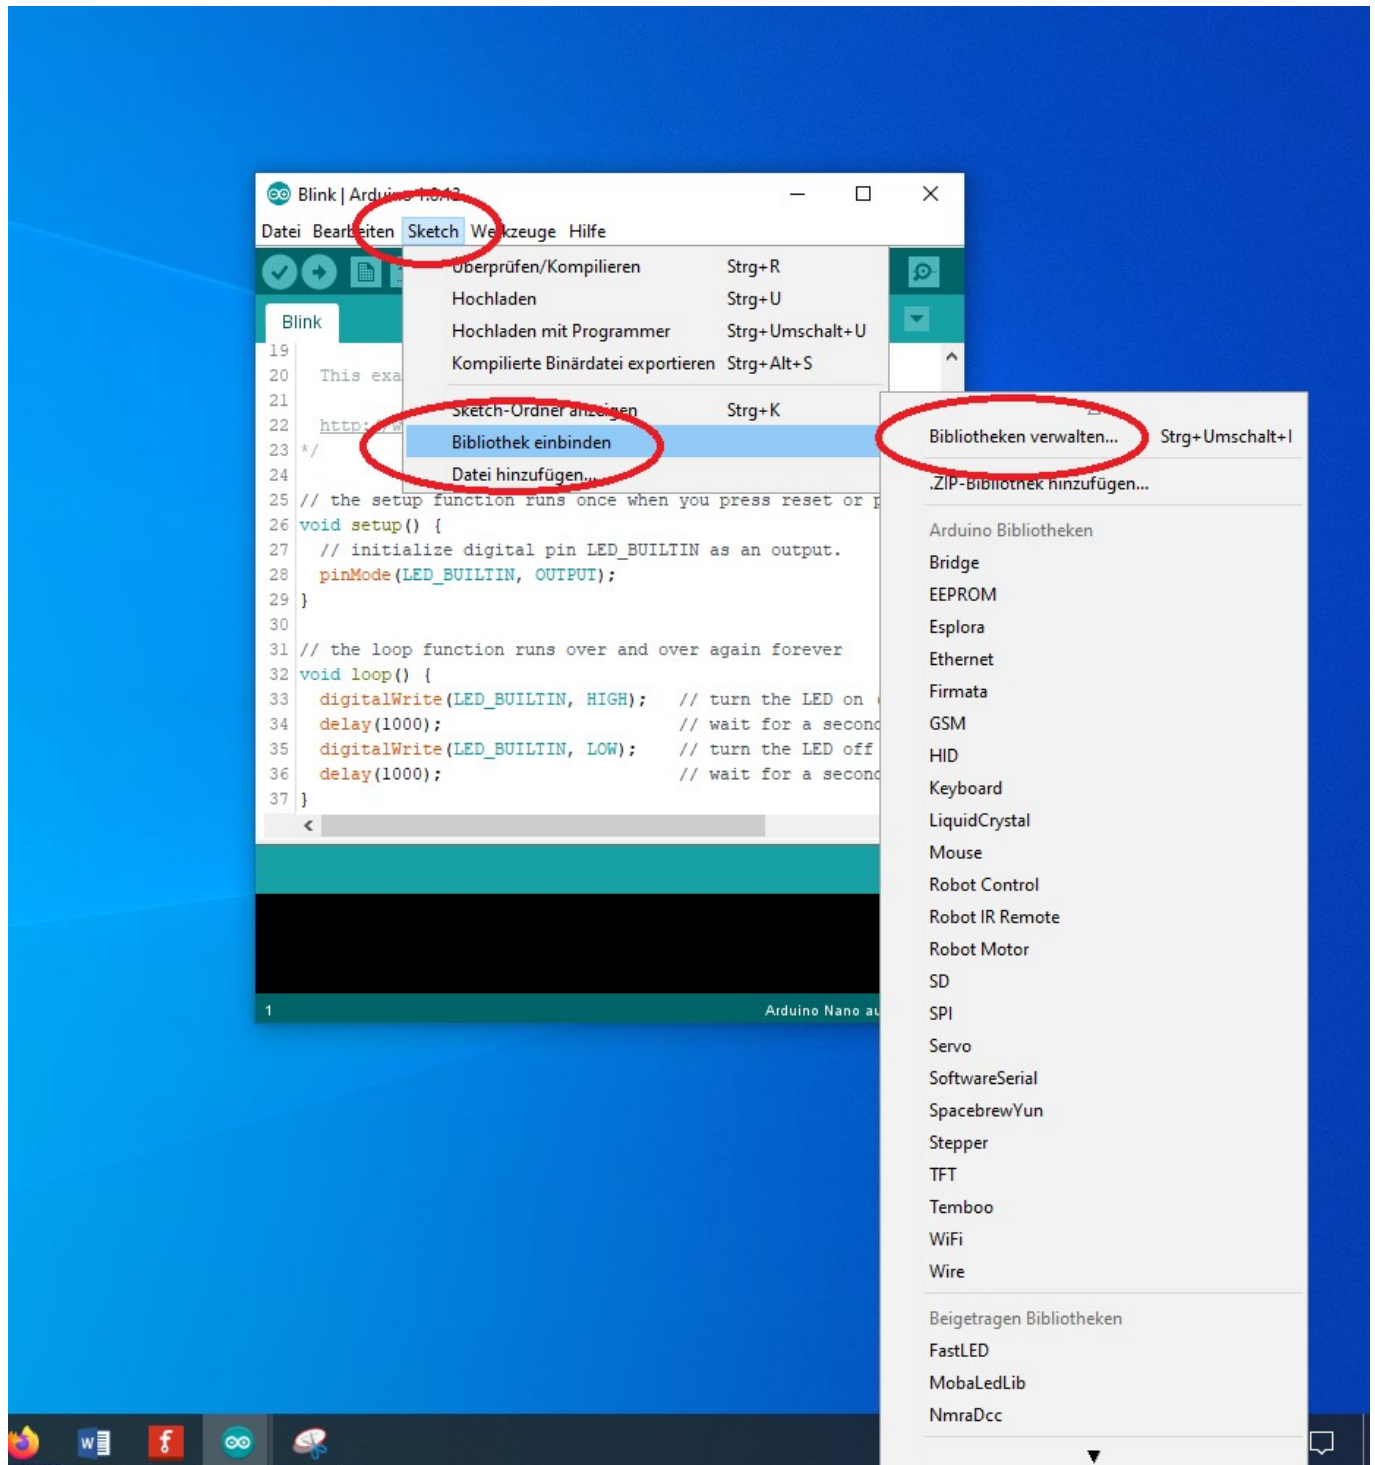 Blink | Arduino 1.8.13
Datei Bearbeiten Sketch Werkzeuge Hilfe
Überprüfen/Kompilieren Strg+R
Hochladen Strg+U
Hochladen mit Programmer Strg+Umschalt+U
Kompilierte Binärdatei exportieren Strg+Alt+S
Sketch-Ordner anzeigen Strg+K
Bibliothek einbinden
Datei hinzufügen...
Bibliotheken verwalten... Strg+Umschalt+I
.ZIP-Bibliothek hinzufügen...
Arduino Bibliotheken
Bridge
EEPROM
Esplora
Ethernet
Firmata
GSM
HID
Keyboard
LiquidCrystal
Mouse
Robot Control
Robot IR Remote
Robot Motor
SD
SPI
Servo
SoftwareSerial
SpacebrewYun
Stepper
TFT
Temboo
WiFi
Wire
Beigetragen Bibliotheken
FastLED
MobaLedLib
NmraDcc
Blink
19
20 This exa
21
22 http://w
23 */
24
25 // the setup function runs once when you press reset or p
26 void setup() {
27 // initialize digital pin LED_BUILTIN as an output.
28 pinMode(LED_BUILTIN, OUTPUT);
29 }
30
31 // the loop function runs over and over again forever
32 void loop() {
33 digitalWrite(LED_BUILTIN, HIGH); // turn the LED on (
34 delay(1000); // wait for a second
35 digitalWrite(LED_BUILTIN, LOW); // turn the LED off
36 delay(1000); // wait for a second
37 }
1 Arduino Nano au